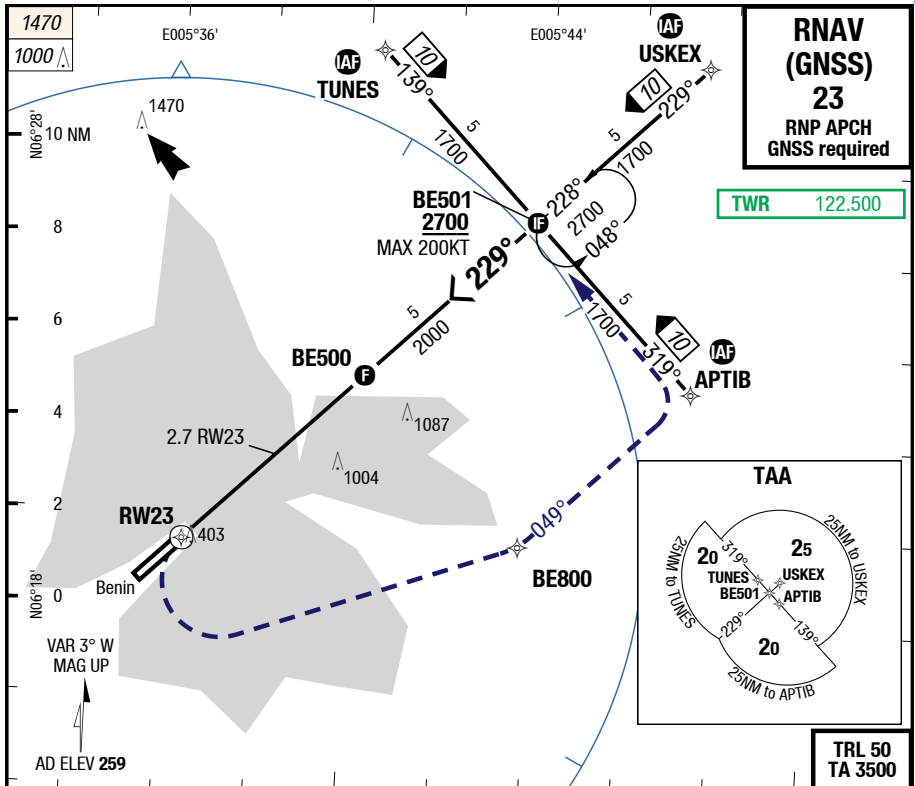 1470
1000
E005°36'
E005°44'
RNAV
(GNSS)
23
RNP APCH
GNSS required
TWR 122.500
IAF
TUNES
10
139°
5
1700
IAF
USKEX
10
229°
5
1700
1470
N06°28'
10 NM
8
6
4
2
0
N06°18'
BE501
2700
MAX 200KT
IF
228°
2700
048°
229°
5
2000
5
1700
10
319°
IAF
APTIB
BE500
F
1087
1004
2.7 RW23
RW23
403
Benin
049°
BE800
VAR 3° W
MAG UP
AD ELEV 259
TAA
25NM to TUNES
20
319°
25
25NM to USKEX
TUNES
USKEX
BE501
APTIB
229°
139°
20
25NM to APTIB
TRL 50
TA 3500